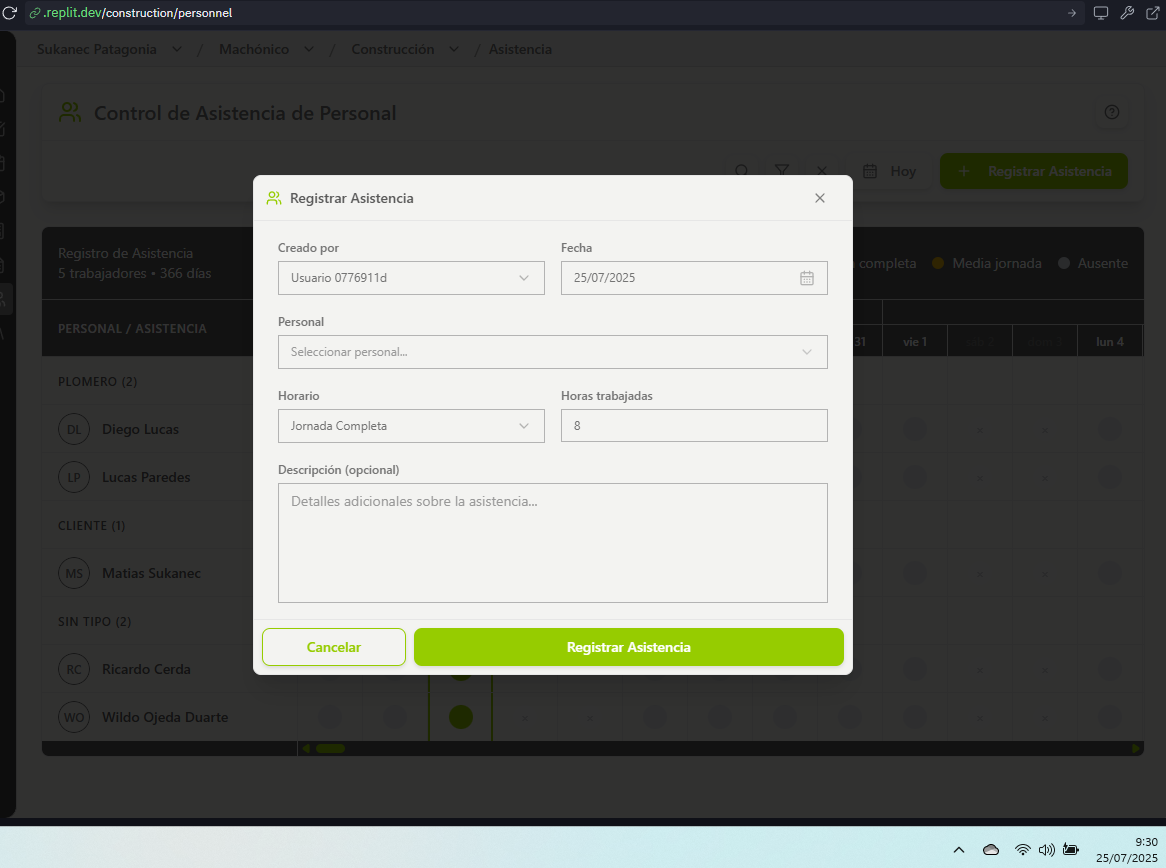 .replit.dev/construction/personnel
Sukanec Patagonia / Machónico / Construcción / Asistencia
Control de Asistencia de Personal
Hoy
+ Registrar Asistencia
Registrar Asistencia
Registro de Asistencia
5 trabajadores • 366 días
completa
Media jornada
Ausente
PERSONAL / ASISTENCIA
31
vie 1
lun 4
Creado por
Fecha
Usuario 0776911d
25/07/2025
Personal
Seleccionar personal...
Horario
Horas trabajadas
Jornada Completa
8
Descripción (opcional)
Detalles adicionales sobre la asistencia...
Cancelar
Registrar Asistencia
PLOMERO (2)
DL Diego Lucas
LP Lucas Paredes
CLIENTE (1)
MS Matias Sukanec
SIN TIPO (2)
RC Ricardo Cerda
WO Wildo Ojeda Duarte
9:30
25/07/2025